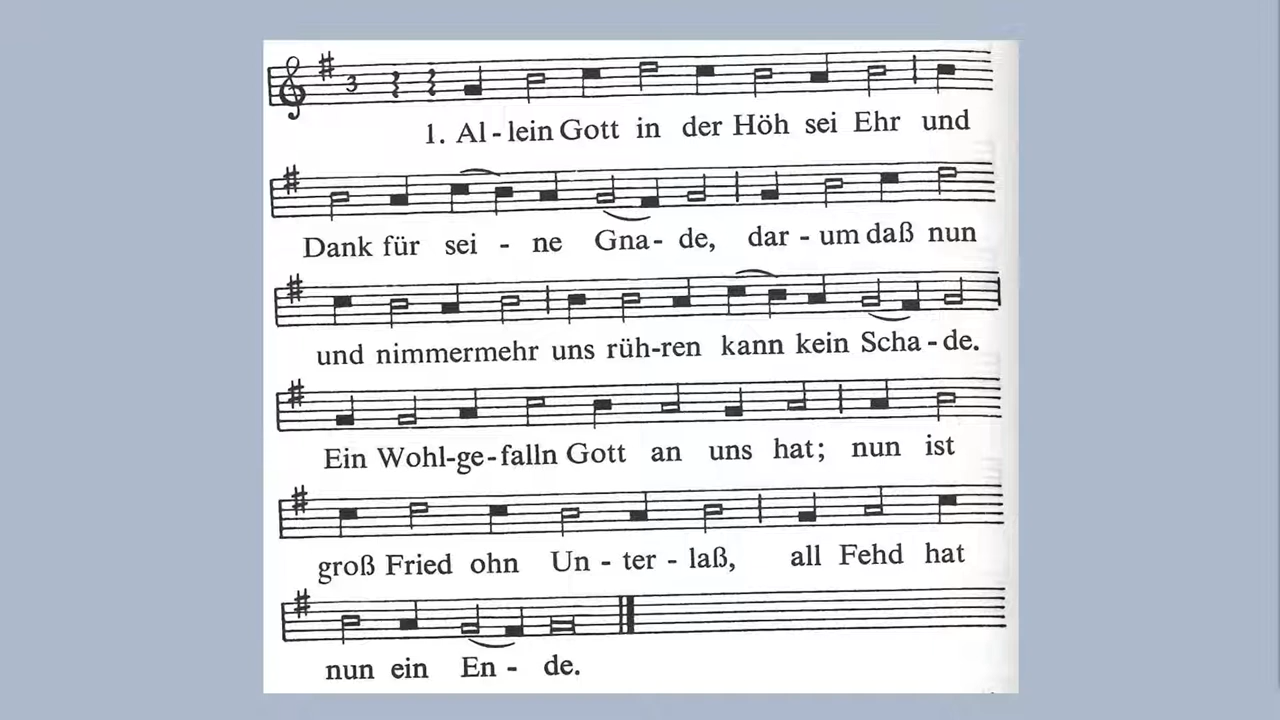 3
1. Al - lein Gott in der Höh sei Ehr und
Dank für sei - ne Gna - de, dar - um daß nun
und nimmermehr uns rüh-ren kann kein Scha - de.
Ein Wohl-ge-falln Gott an uns hat; nun ist
groß Fried ohn Un - ter - laß, all Fehd hat
nun ein En - de.